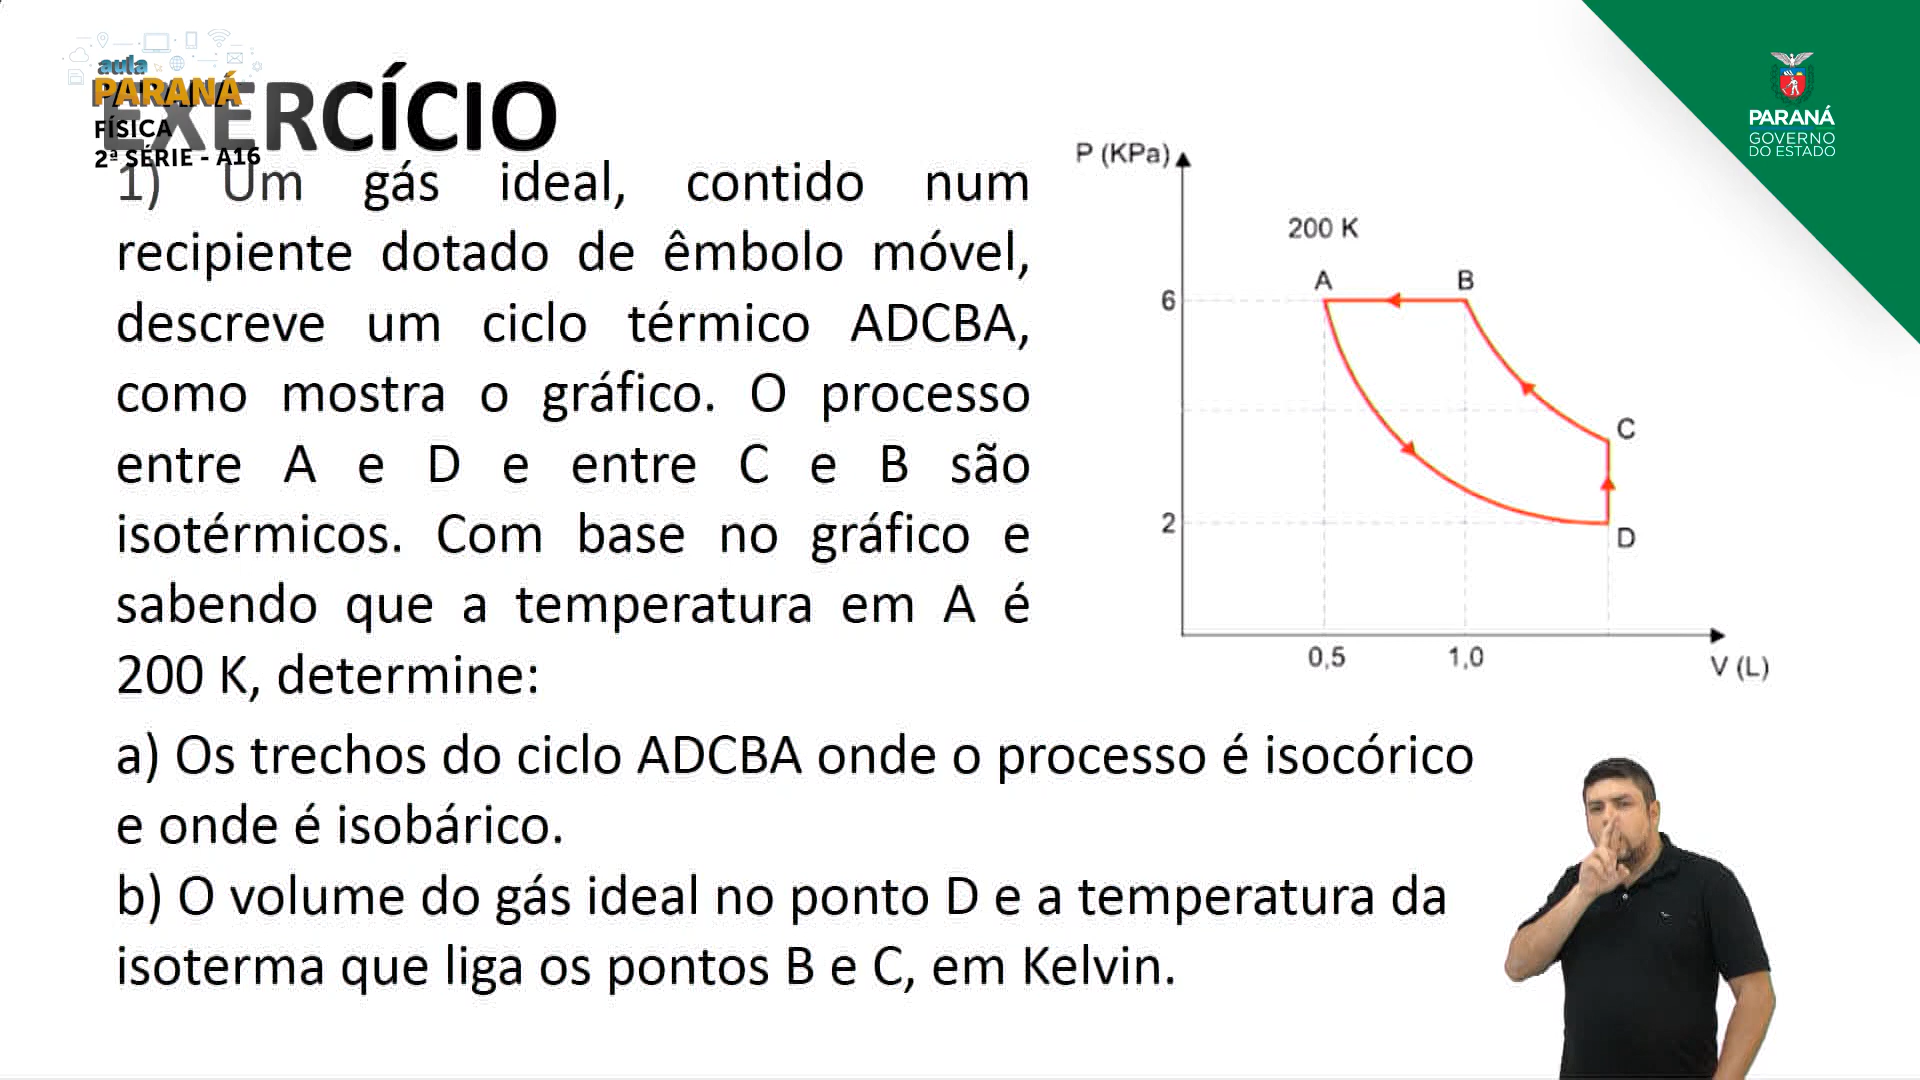 aula
PARANÁ
EXERCÍCIO
FÍSICA
2ª SÉRIE - A16
1) Um gás ideal, contido num
recipiente dotado de êmbolo móvel,
descreve um ciclo térmico ADCBA,
como mostra o gráfico. O processo
entre A e D e entre C e B são
isotérmicos. Com base no gráfico e
sabendo que a temperatura em A é
200 K, determine:
a) Os trechos do ciclo ADCBA onde o processo é isocórico
e onde é isobárico.
b) O volume do gás ideal no ponto D e a temperatura da
isoterma que liga os pontos B e C, em Kelvin.
P (KPa)
200 K
A B
6
C
2
D
0,5 1,0
V (L)
PARANÁ
GOVERNO
DO ESTADO